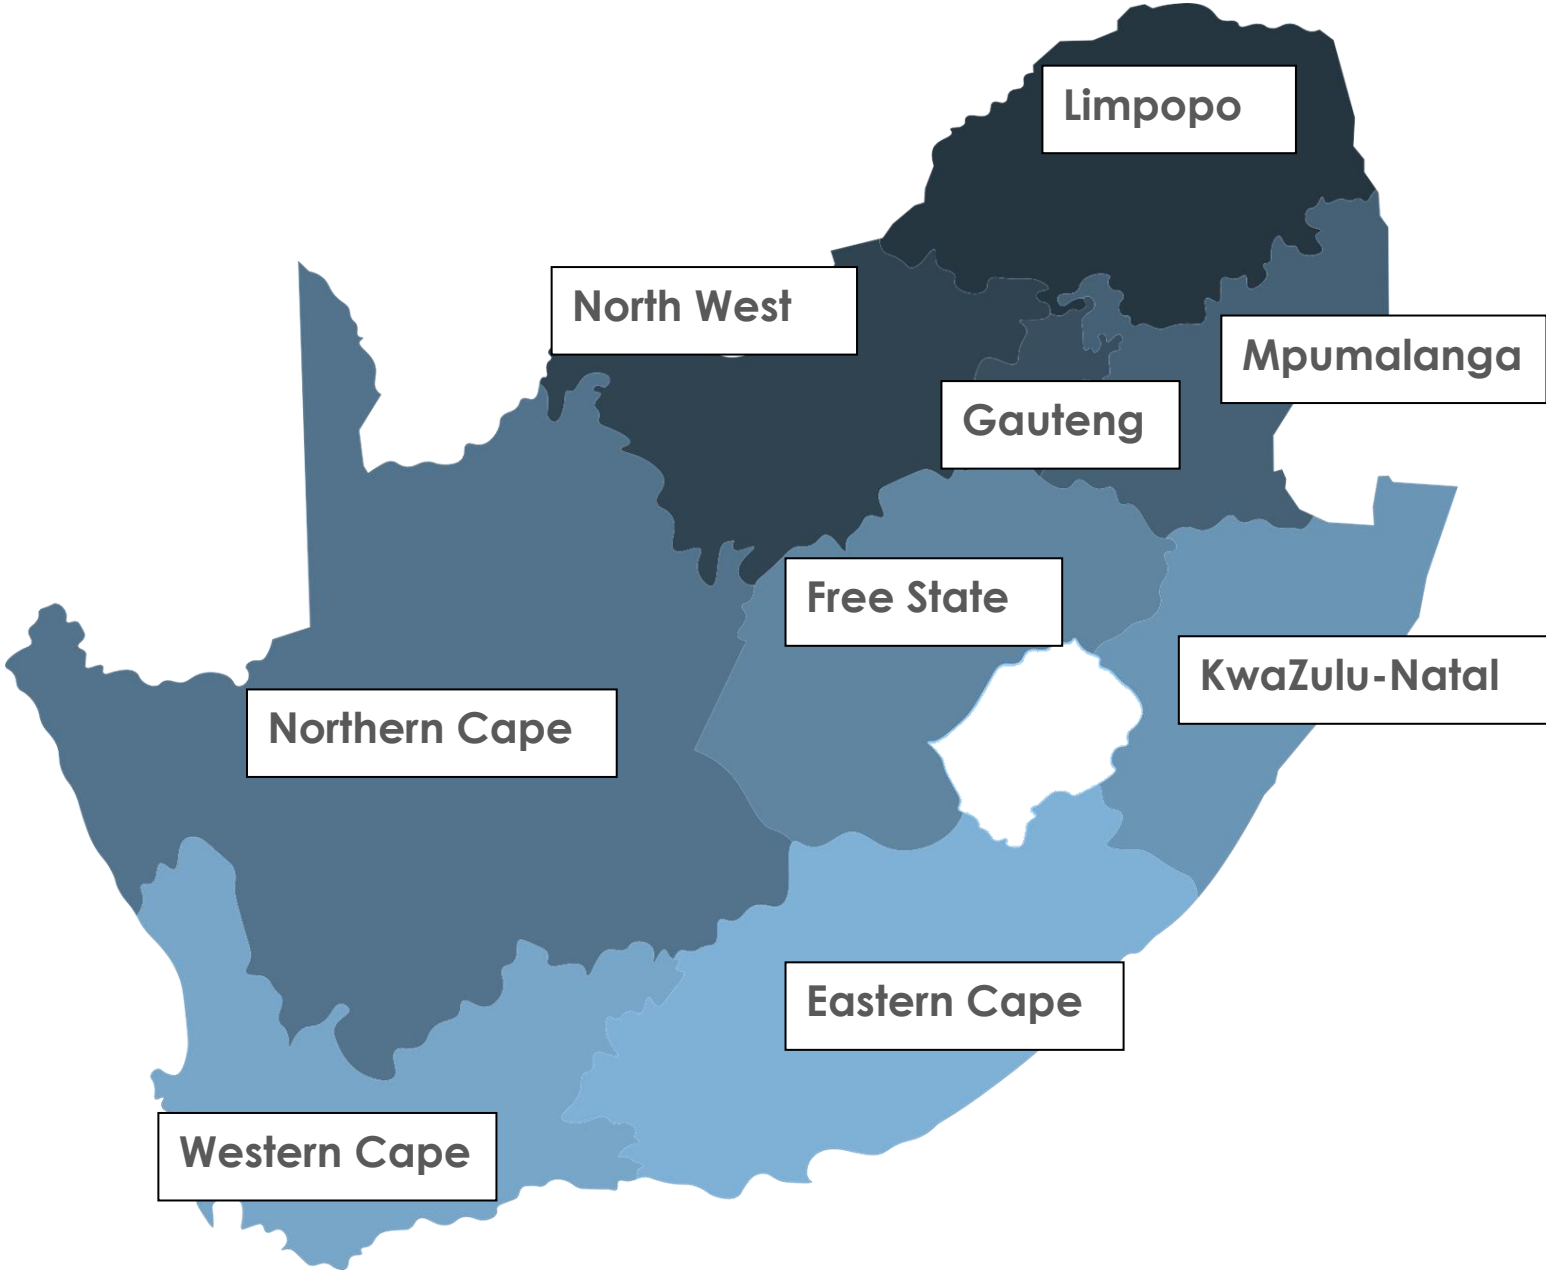 Limpopo
North West
Mpumalanga
Gauteng
Free State
KwaZulu-Natal
Northern Cape
Eastern Cape
Western Cape